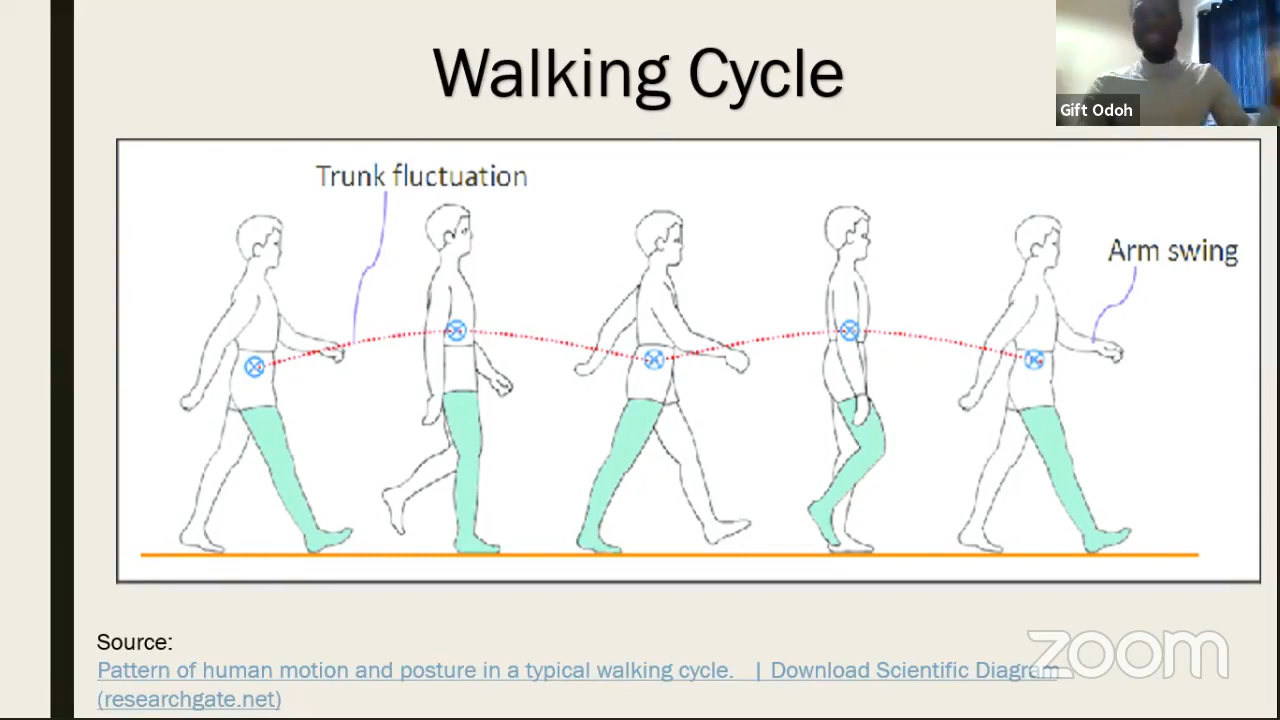 Walking Cycle
Gift Odoh
Trunk fluctuation
Arm swing
Source:
Pattern of human motion and posture in a typical walking cycle. | Download Scientific Diagram
(researchgate.net)
zoom